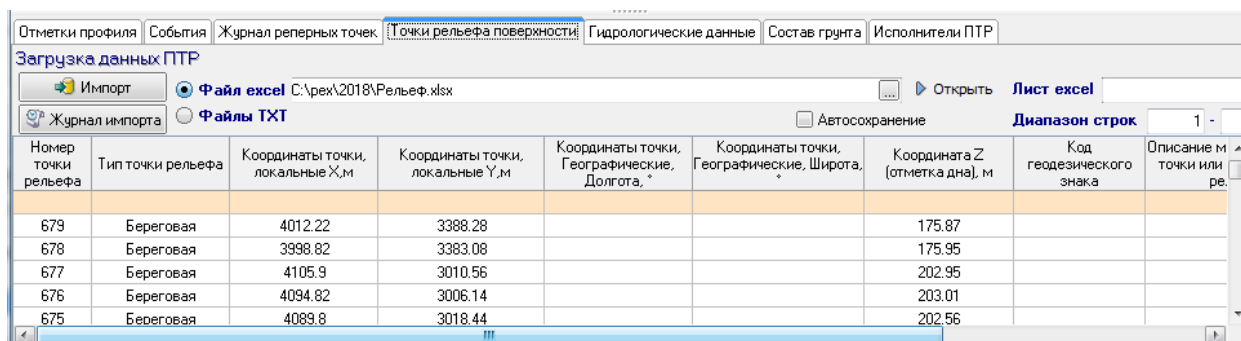 Отметки профиля События Журнал реперных точек Точки рельефа поверхности Гидрологические данные Состав грунта Исполнители ПТР
Загрузка данных ПТР
Импорт Файл excel C:\рех\2018\Рельеф.xlsx ... Открыть Лист excel
Журнал импорта Файлы TXT Автосохранение Диапазон строк 1 -
Номер точки рельефа Тип точки рельефа Координаты точки, локальные X,м Координаты точки, локальные Y,м Координаты точки, Географические, Долгота, ° Координаты точки, Географические, Широта, ° Координата Z (отметка дна), м Код геодезического знака Описание м точки или ре.
679 Береговая 4012.22 3388.28 175.87
678 Береговая 3998.82 3383.08 175.95
677 Береговая 4105.9 3010.56 202.95
676 Береговая 4094.82 3006.14 203.01
675 Береговая 4089.8 3018.44 202.56